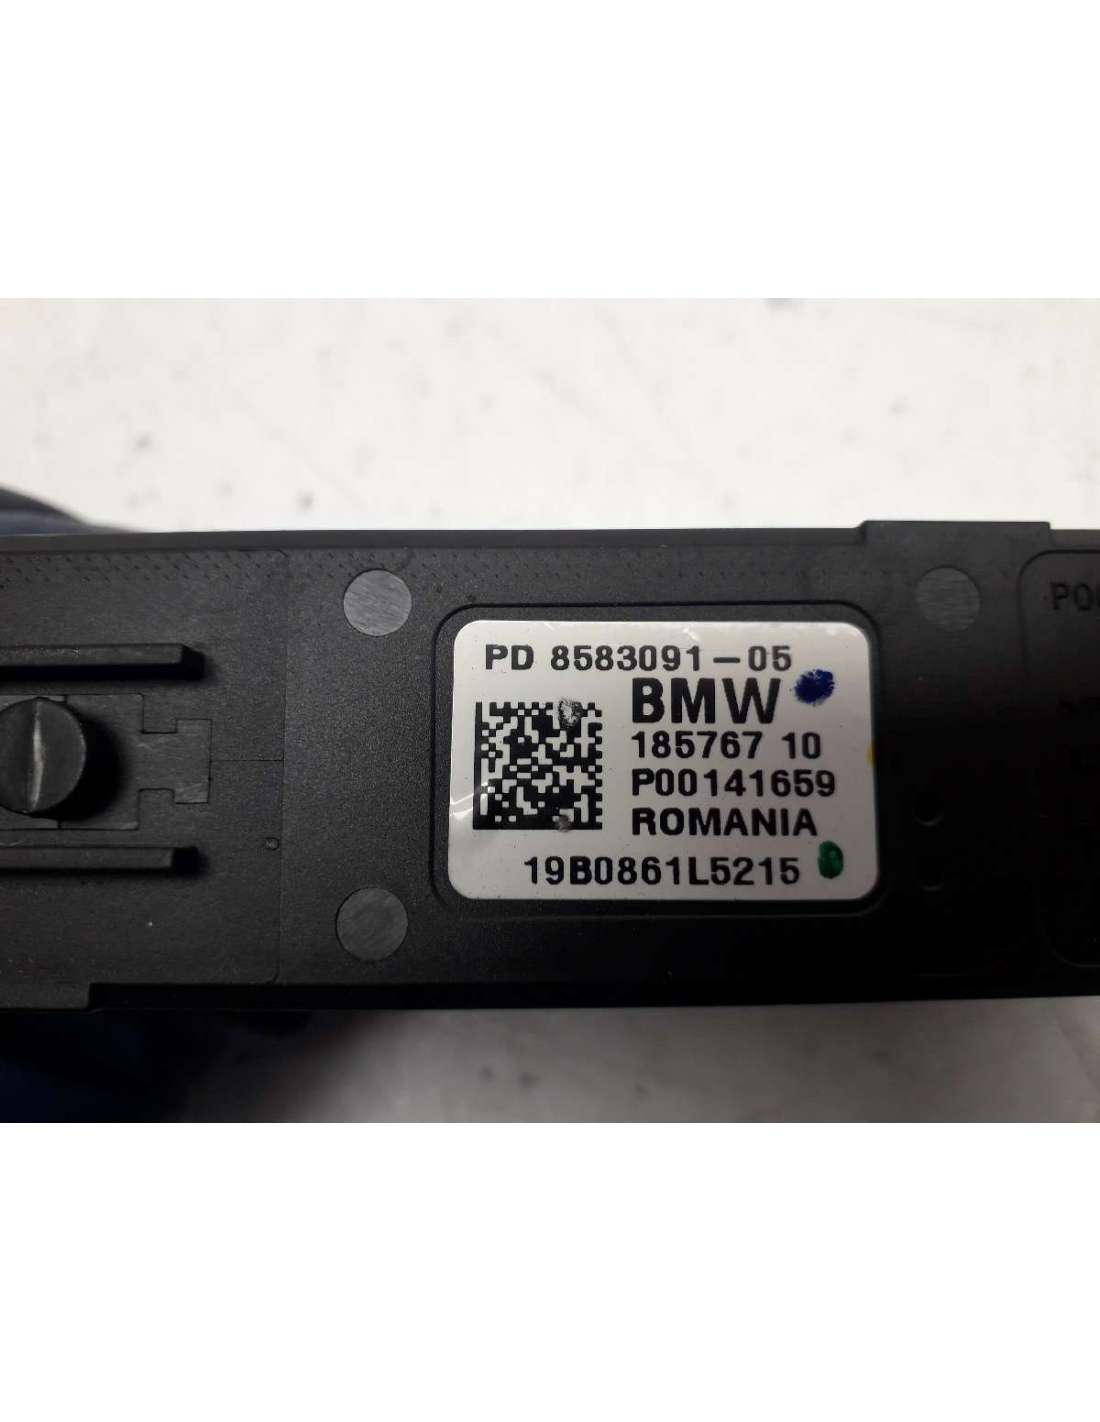 PD 8583091-05
BMW
185767 10
P00141659
ROMANIA
19B0861L5215